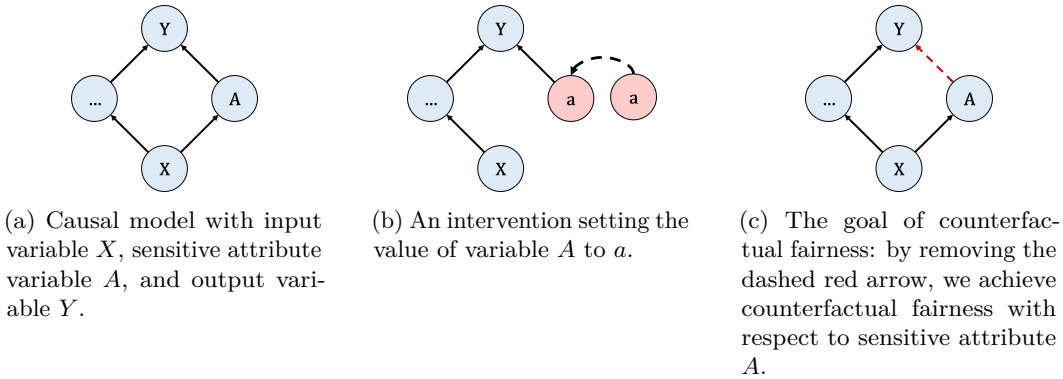 Y
...
A
X
Y
...
a
a
X
Y
...
A
X
(a) Causal model with input
variable X, sensitive attribute
variable A, and output vari-
able Y.
(b) An intervention setting the
value of variable A to a.
(c) The goal of counterfac-
tual fairness: by removing the
dashed red arrow, we achieve
counterfactual fairness with
respect to sensitive attribute
A.